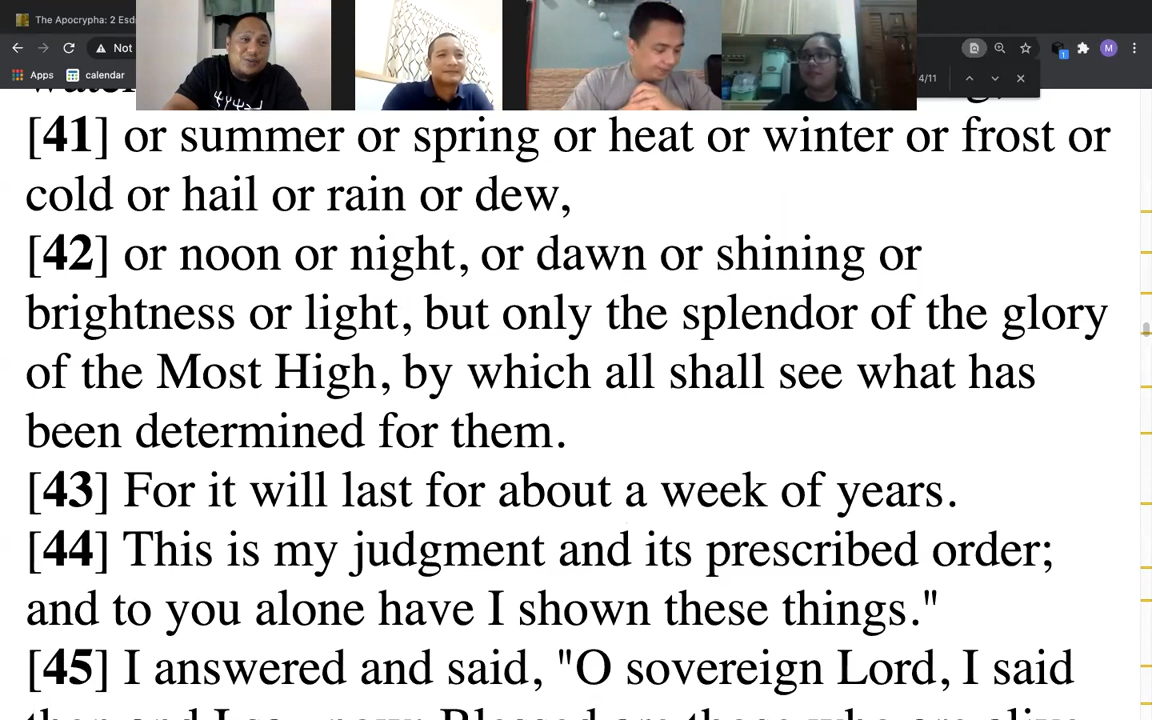 The Apocrypha: 2 Esd
Not
4/11
Apps calendar
M
1
[41] or summer or spring or heat or winter or frost or
cold or hail or rain or dew,
[42] or noon or night, or dawn or shining or
brightness or light, but only the splendor of the glory
of the Most High, by which all shall see what has
been determined for them.
[43] For it will last for about a week of years.
[44] This is my judgment and its prescribed order;
and to you alone have I shown these things."
[45] I answered and said, "O sovereign Lord, I said